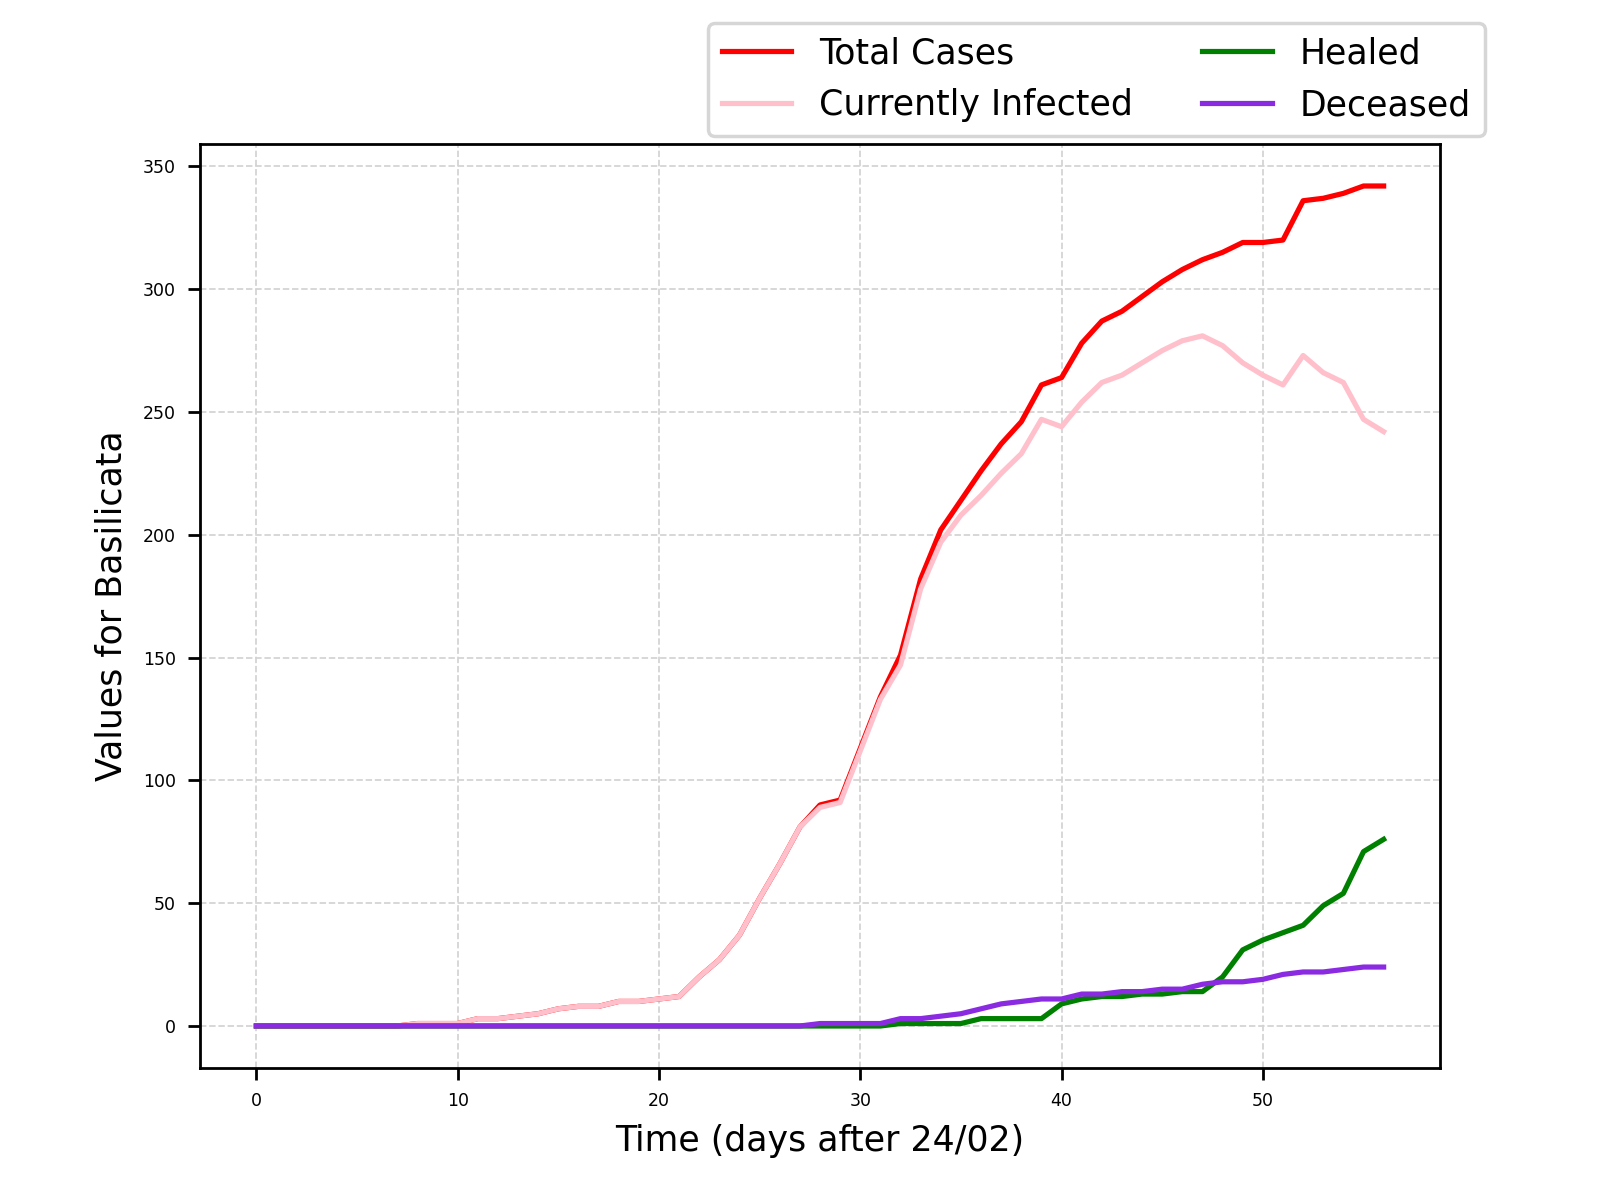 Total Cases
Currently Infected
Healed
Deceased
350
300
250
200
150
100
50
0
Values for Basilicata
0 10 20 30 40 50
Time (days after 24/02)